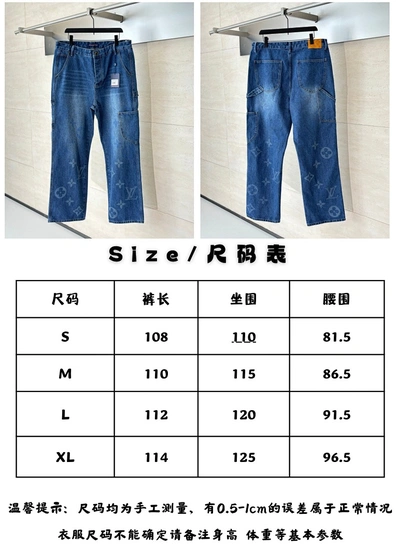 Size/尺码表
尺码 裤长 坐围 腰围
S 108 110 81.5
M 110 115 86.5
L 112 120 91.5
XL 114 125 96.5
温馨提示：尺码均为手工测量、有0.5-1cm的误差属于正常情况
衣服尺码不能确定请备注身高 体重等基本参数